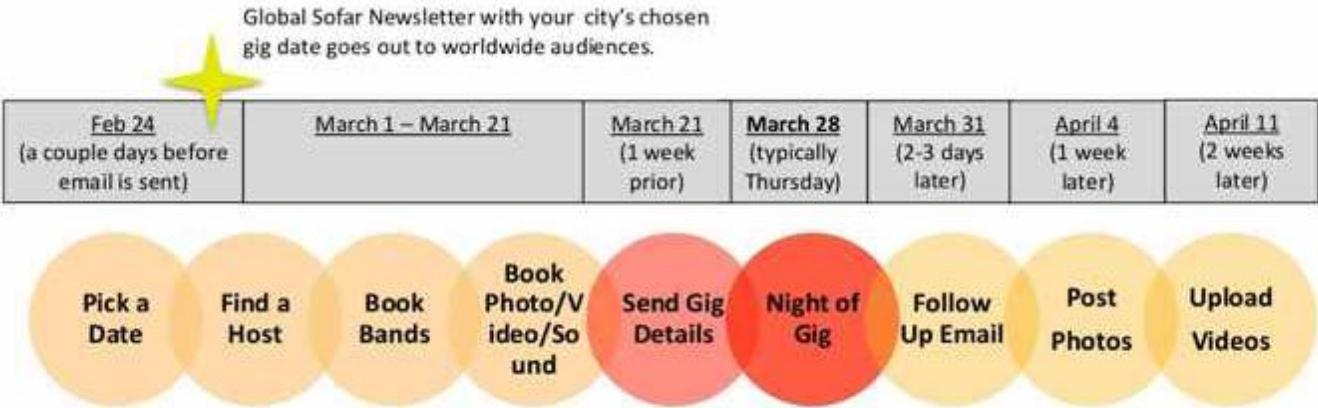 Global Sofar Newsletter with your city's chosen
gig date goes out to worldwide audiences.
Feb 24
(a couple days before
email is sent)
March 1 – March 21
March 21
(1 week
prior)
March 28
(typically
Thursday)
March 31
(2-3 days
later)
April 4
(1 week
later)
April 11
(2 weeks
later)
Pick a
Date
Find a
Host
Book
Bands
Book
Photo/V
ideo/So
und
Send Gig
Details
Night of
Gig
Follow
Up Email
Post
Photos
Upload
Videos